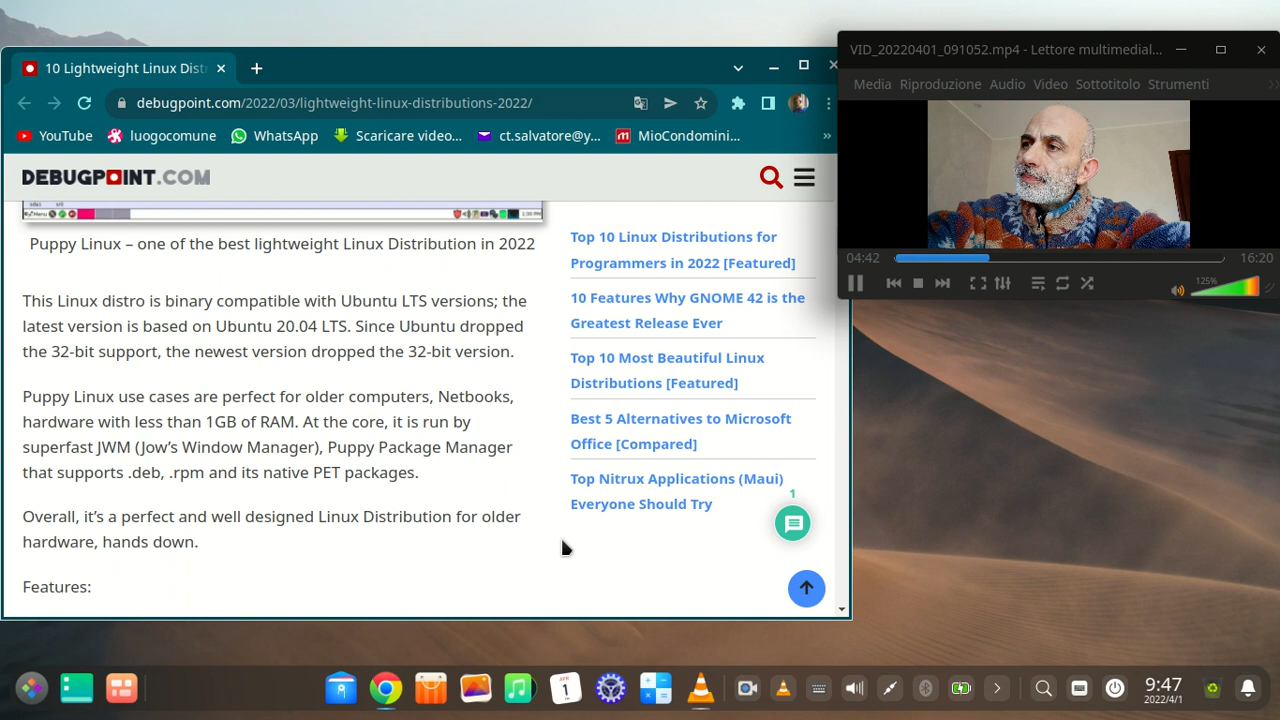 10 Lightweight Linux Dist
debugpoint.com/2022/03/lightweight-linux-distributions-2022/
YouTube
luogocomune
WhatsApp
Scaricare video...
ct.salvatore@y...
MioCondomini...
»
DEBUGPOINT.COM
Puppy Linux – one of the best lightweight Linux Distribution in 2022
This Linux distro is binary compatible with Ubuntu LTS versions; the
latest version is based on Ubuntu 20.04 LTS. Since Ubuntu dropped
the 32-bit support, the newest version dropped the 32-bit version.
Puppy Linux use cases are perfect for older computers, Netbooks,
hardware with less than 1GB of RAM. At the core, it is run by
superfast JWM (Jow’s Window Manager), Puppy Package Manager
that supports .deb, .rpm and its native PET packages.
Overall, it’s a perfect and well designed Linux Distribution for older
hardware, hands down.
Features:
Top 10 Linux Distributions for
Programmers in 2022 [Featured]
10 Features Why GNOME 42 is the
Greatest Release Ever
Top 10 Most Beautiful Linux
Distributions [Featured]
Best 5 Alternatives to Microsoft
Office [Compared]
Top Nitrux Applications (Maui)
Everyone Should Try
1
VID_20220401_091052.mp4 - Lettore multimedial...
Media Riproduzione Audio Video Sottotitolo Strumenti
04:42
16:20
125%
APR
1
9:47
2022/4/1